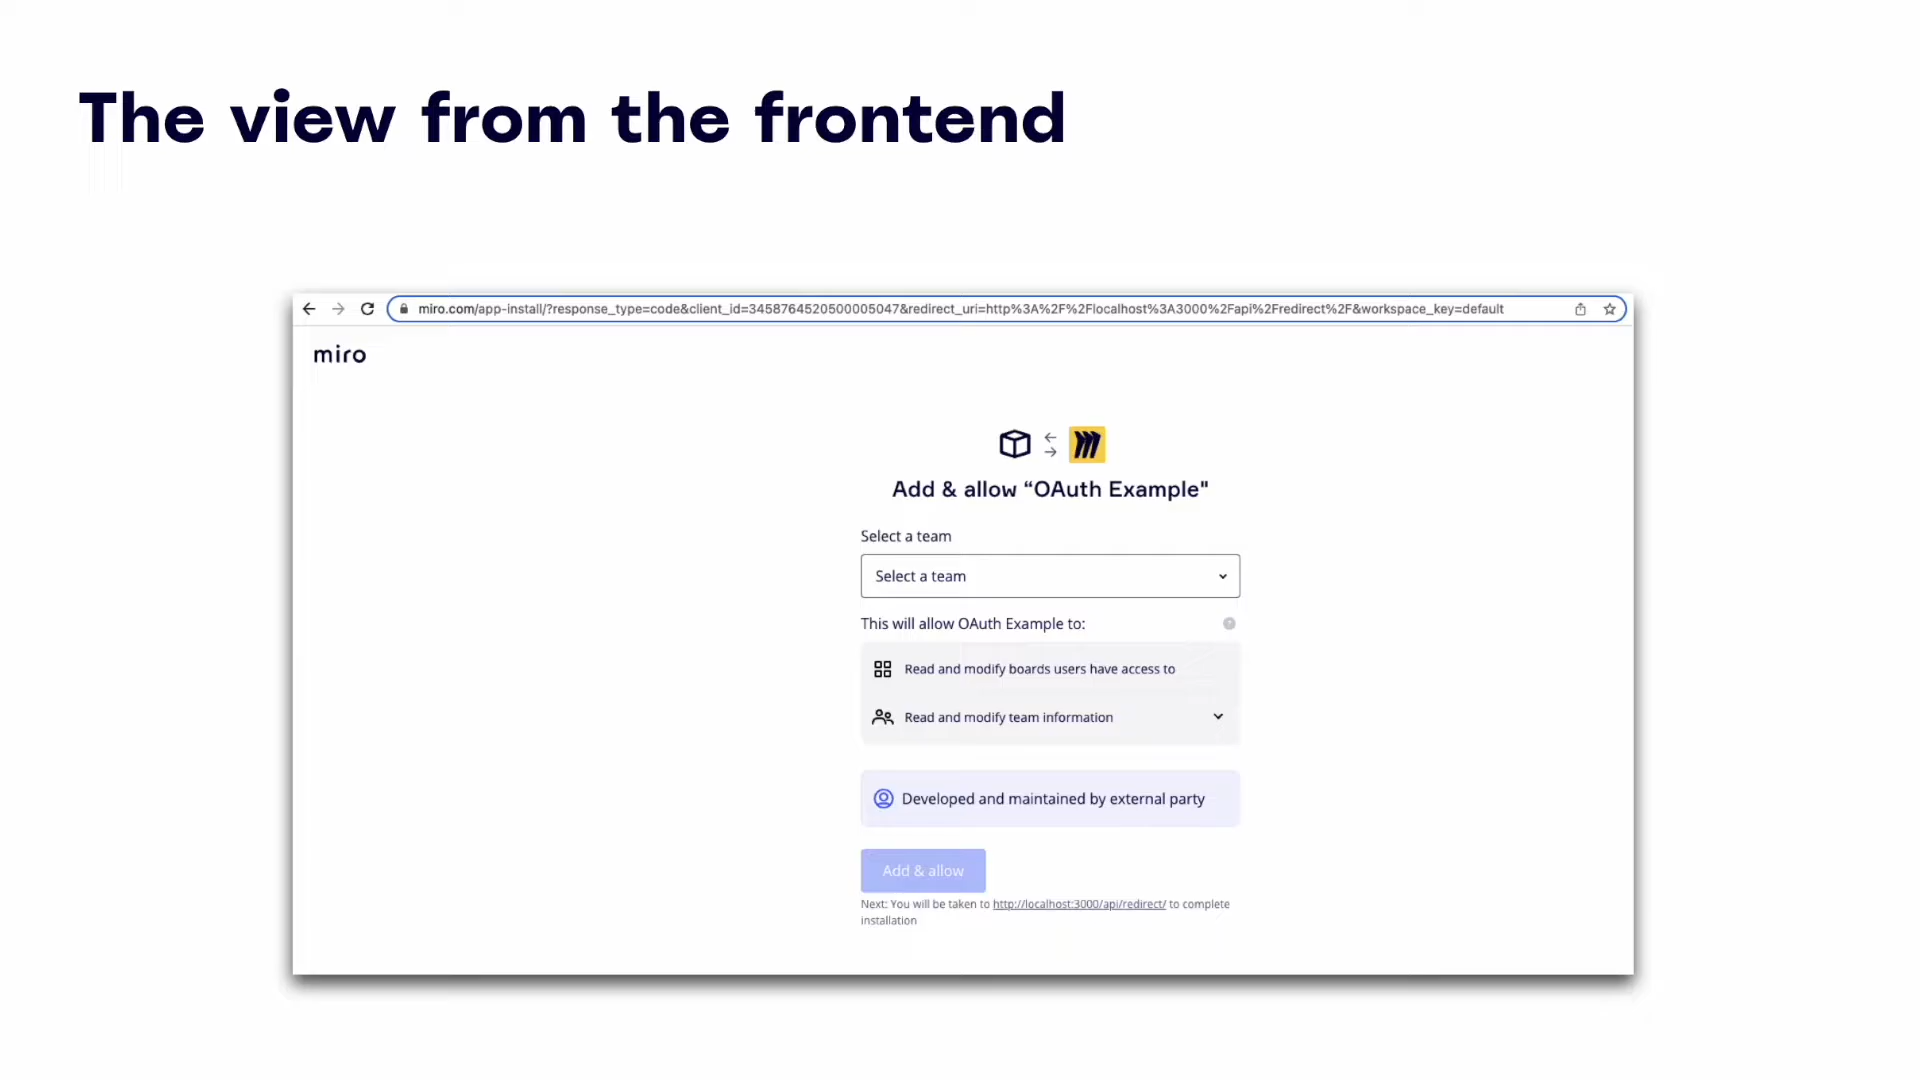 The view from the frontend
miro.com/app-install/?response_type=code&client_id=3458764520500005047&redirect_uri=http%3A%2F%2Flocalhost%3A3000%2Fapi%2Fredirect%2F&workspace_key=default
miro
Add & allow “OAuth Example"
Select a team
Select a team
This will allow OAuth Example to:
Read and modify boards users have access to
Read and modify team information
Developed and maintained by external party
Add & allow
Next: You will be taken to http://localhost:3000/api/redirect/ to complete
installation